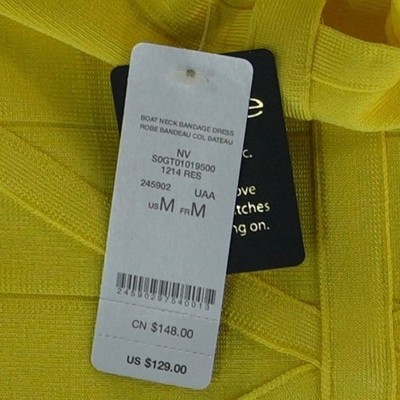 BOAT NECK BANDAGE DRESS
ROBE BANDEAU COL BATEAU
NV
S0GT01019500
1214 RES
245902 UAA
US M FR M
CN $148.00
US $129.00
e
c.
ove
tches
ng on.